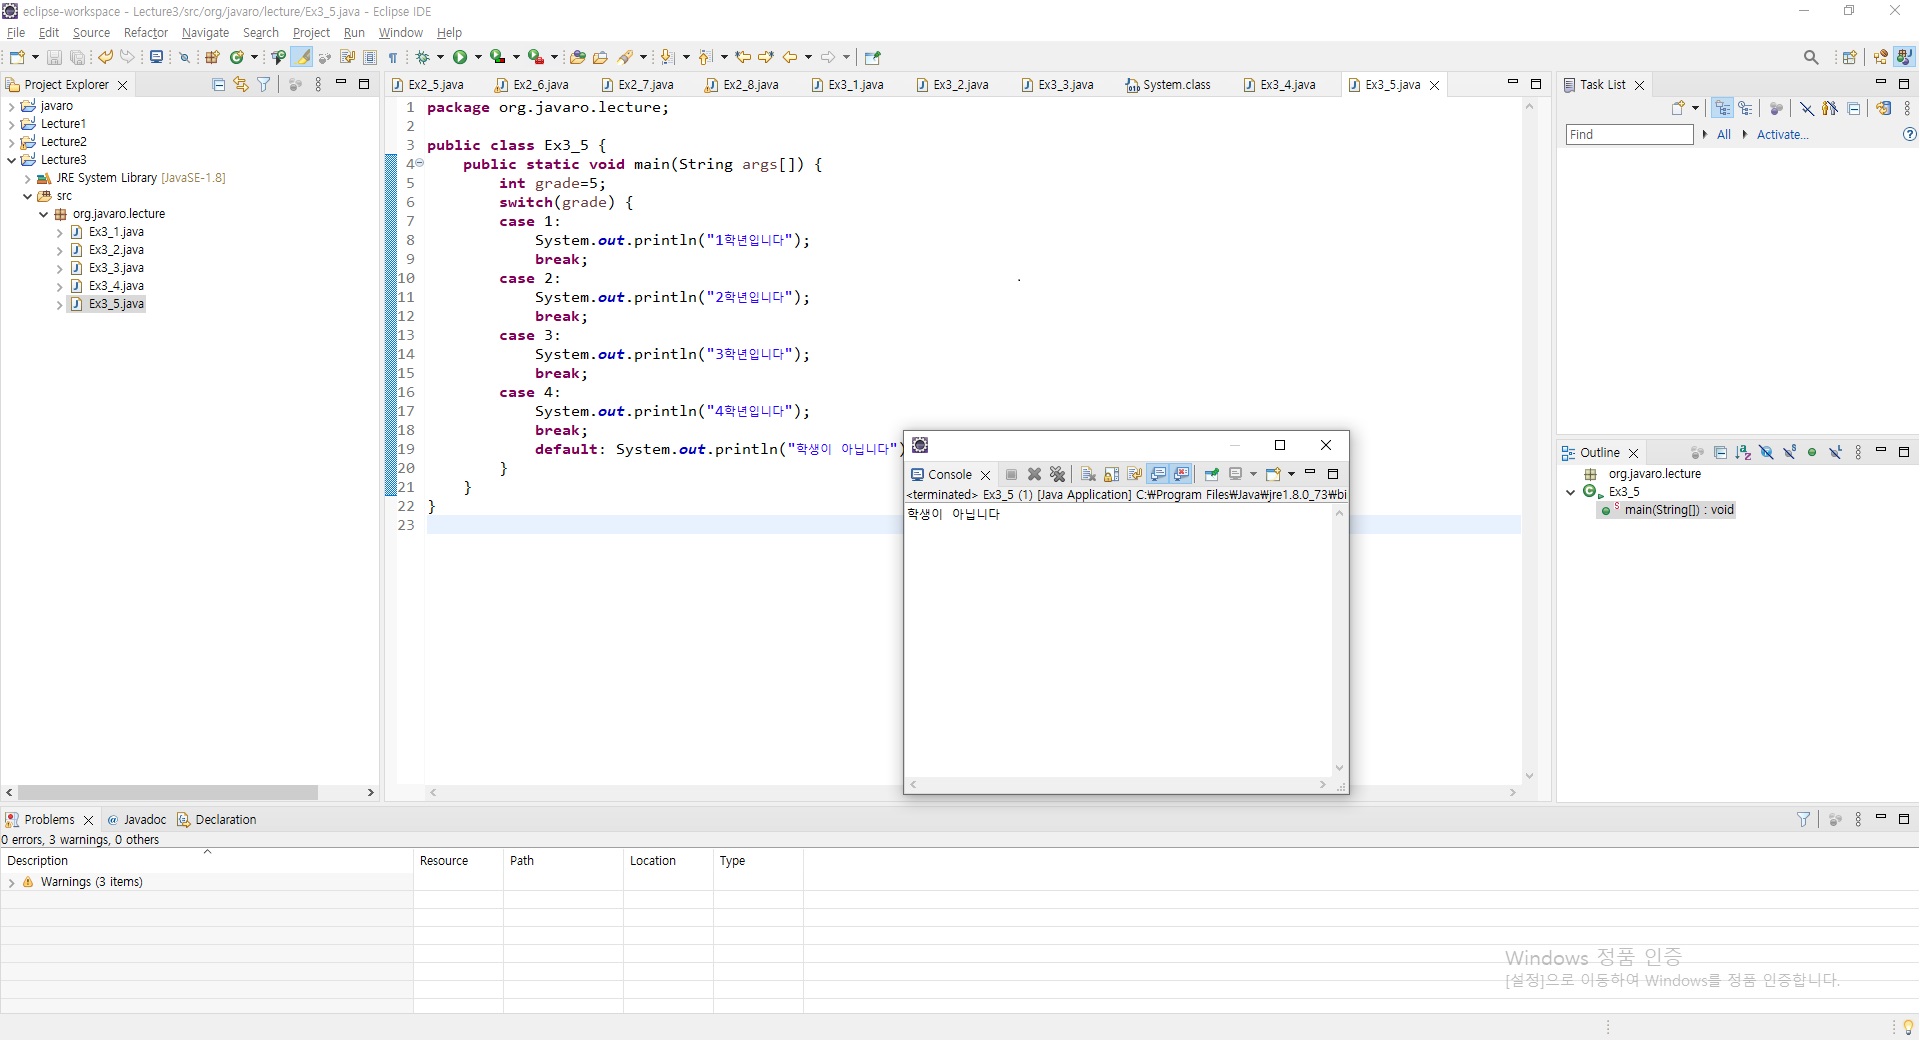 eclipse-workspace - Lecture3/src/org/javaro/lecture/Ex3_5.java - Eclipse IDE
File Edit Source Refactor Navigate Search Project Run Window Help
Project Explorer
javaro
Lecture1
Lecture2
Lecture3
JRE System Library [JavaSE-1.8]
src
org.javaro.lecture
Ex3_1.java
Ex3_2.java
Ex3_3.java
Ex3_4.java
Ex3_5.java
Ex2_5.java Ex2_6.java Ex2_7.java Ex2_8.java Ex3_1.java Ex3_2.java Ex3_3.java System.class Ex3_4.java Ex3_5.java
1 package org.javaro.lecture;
2
3 public class Ex3_5 {
4 public static void main(String args[]) {
5 int grade=5;
6 switch(grade) {
7 case 1:
8 System.out.println("1학년입니다");
9 break;
10 case 2:
11 System.out.println("2학년입니다");
12 break;
13 case 3:
14 System.out.println("3학년입니다");
15 break;
16 case 4:
17 System.out.println("4학년입니다");
18 break;
19 default: System.out.println("학생이 아닙니다")
20 }
21 }
22 }
23
Console
<terminated> Ex3_5 (1) [Java Application] C:₩Program Files₩Java₩jre1.8.0_73₩bi
학생이 아닙니다
Task List
Find All Activate...
Outline
org.javaro.lecture
Ex3_5
main(String[]) : void
Problems @ Javadoc Declaration
0 errors, 3 warnings, 0 others
Description Resource Path Location Type
Warnings (3 items)
Windows 정품 인증
[설정]으로 이동하여 Windows를 정품 인증합니다.